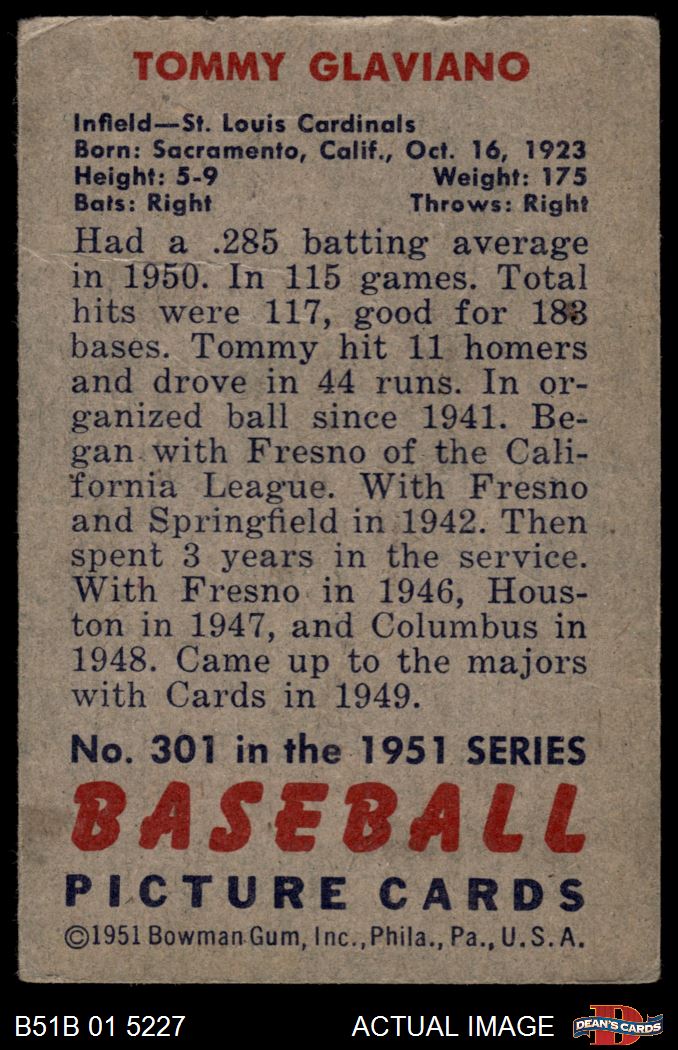 TOMMY GLAVIANO
Infield—St. Louis Cardinals
Born: Sacramento, Calif., Oct. 16, 1923
Height: 5-9 Weight: 175
Bats: Right Throws: Right
Had a .285 batting average
in 1950. In 115 games. Total
hits were 117, good for 183
bases. Tommy hit 11 homers
and drove in 44 runs. In or-
ganized ball since 1941. Be-
gan with Fresno of the Cali-
fornia League. With Fresno
and Springfield in 1942. Then
spent 3 years in the service.
With Fresno in 1946, Hous-
ton in 1947, and Columbus in
1948. Came up to the majors
with Cards in 1949.
No. 301 in the 1951 SERIES
BASEBALL
PICTURE CARDS
©1951 Bowman Gum, Inc., Phila., Pa., U.S.A.
B51B 01 5227 ACTUAL IMAGE D DEAN'S CARDS